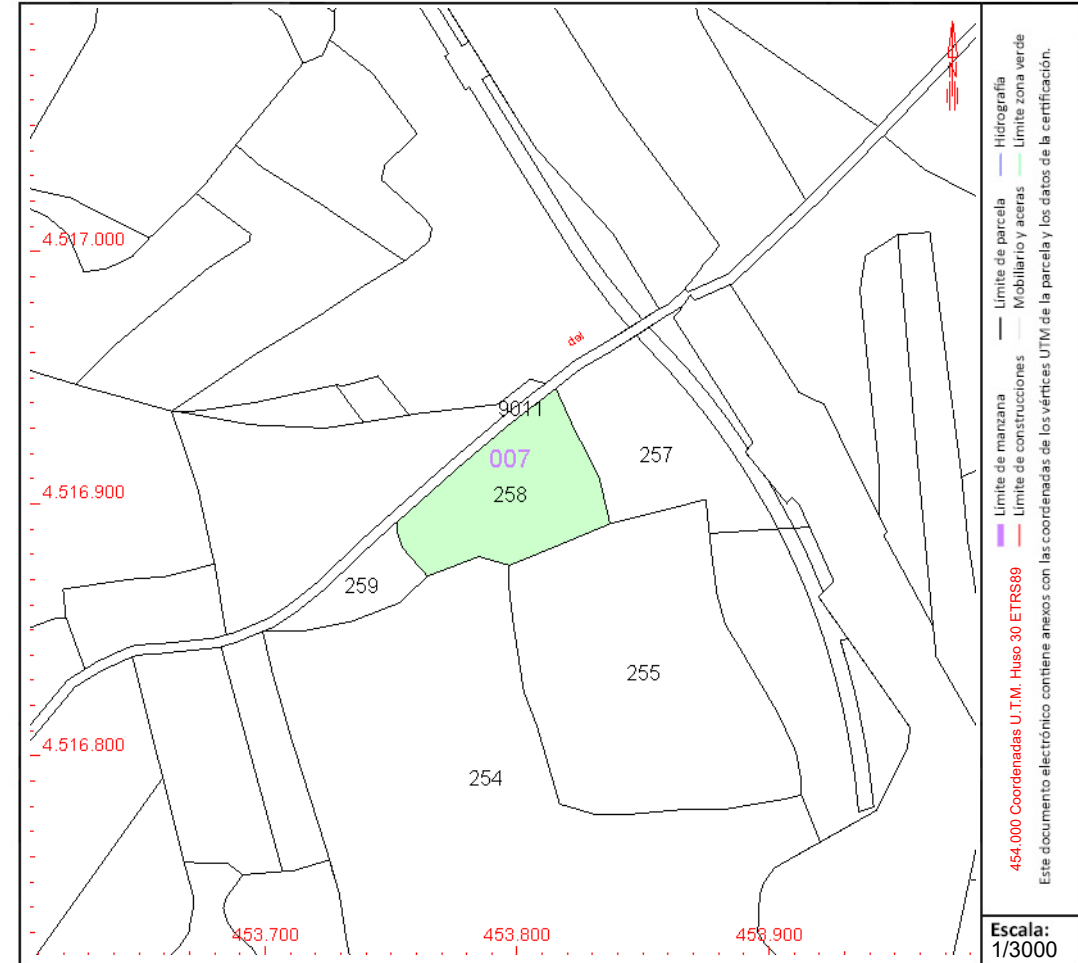 4.517.000
del
9011
007
257
4.516.900
258
259
255
4.516.800
254
453.700
453.800
453.900
Límite de manzana
Límite de parcela
Hidrografía
Límite de construcciones
Mobiliario y aceras
Límite zona verde
454.000 Coordenadas U.T.M. Huso 30 ETRS89
Este documento electrónico contiene anexos con las coordenadas de los vértices UTM de la parcela y los datos de la certificación.
Escala:
1/3000